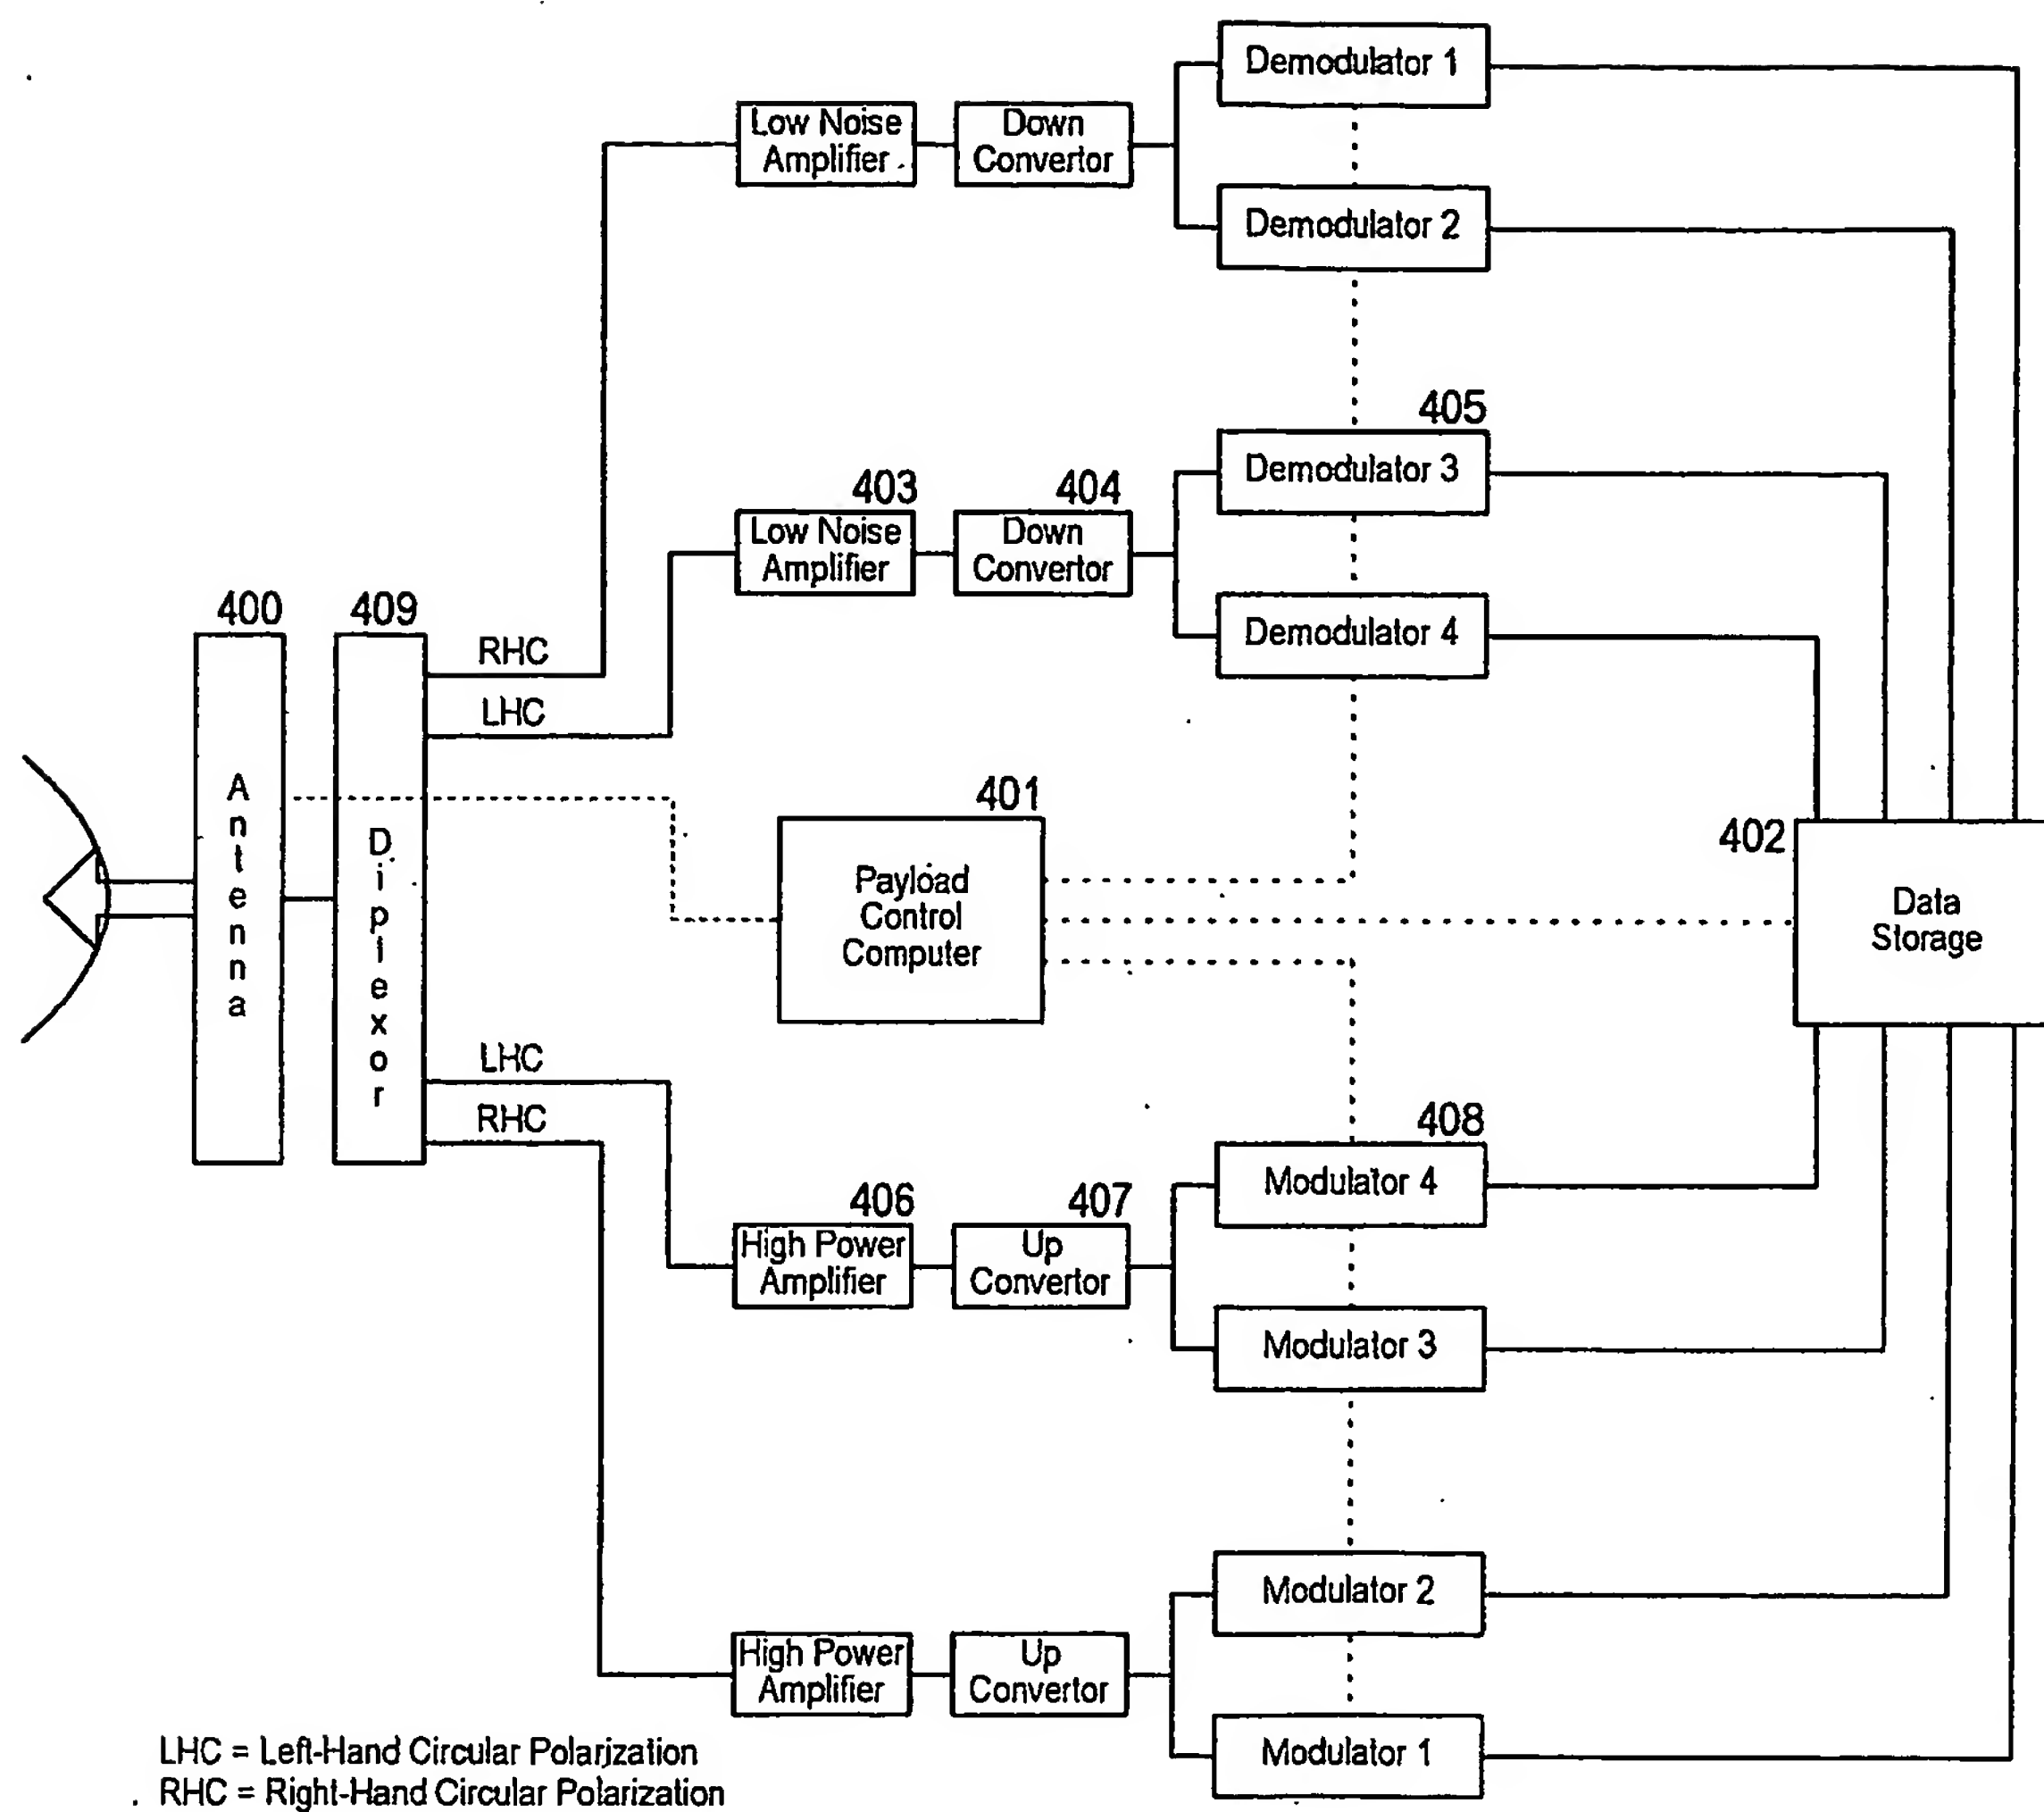 Demodulator 1
Low Noise
Amplifier
Down
Convertor
Demodulator 2
405
Demodulator 3
403
404
Low Noise
Amplifier
Down
Convertor
Demodulator 4
400
409
RHC
LHC
Antenna
Diplexor
401
Payload
Control
Computer
402
Data
Storage
LHC
RHC
408
Modulator 4
406
407
High Power
Amplifier
Up
Convertor
Modulator 3
Modulator 2
High Power
Amplifier
Up
Convertor
Modulator 1
LHC = Left-Hand Circular Polarization
RHC = Right-Hand Circular Polarization